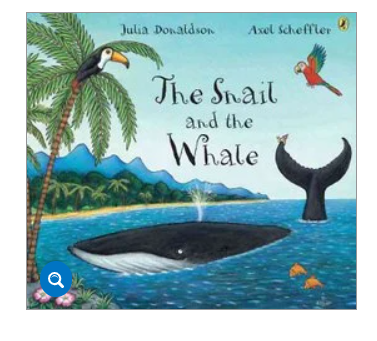 Julia Donaldson Axel Scheffler
The Snail
and the
Whale